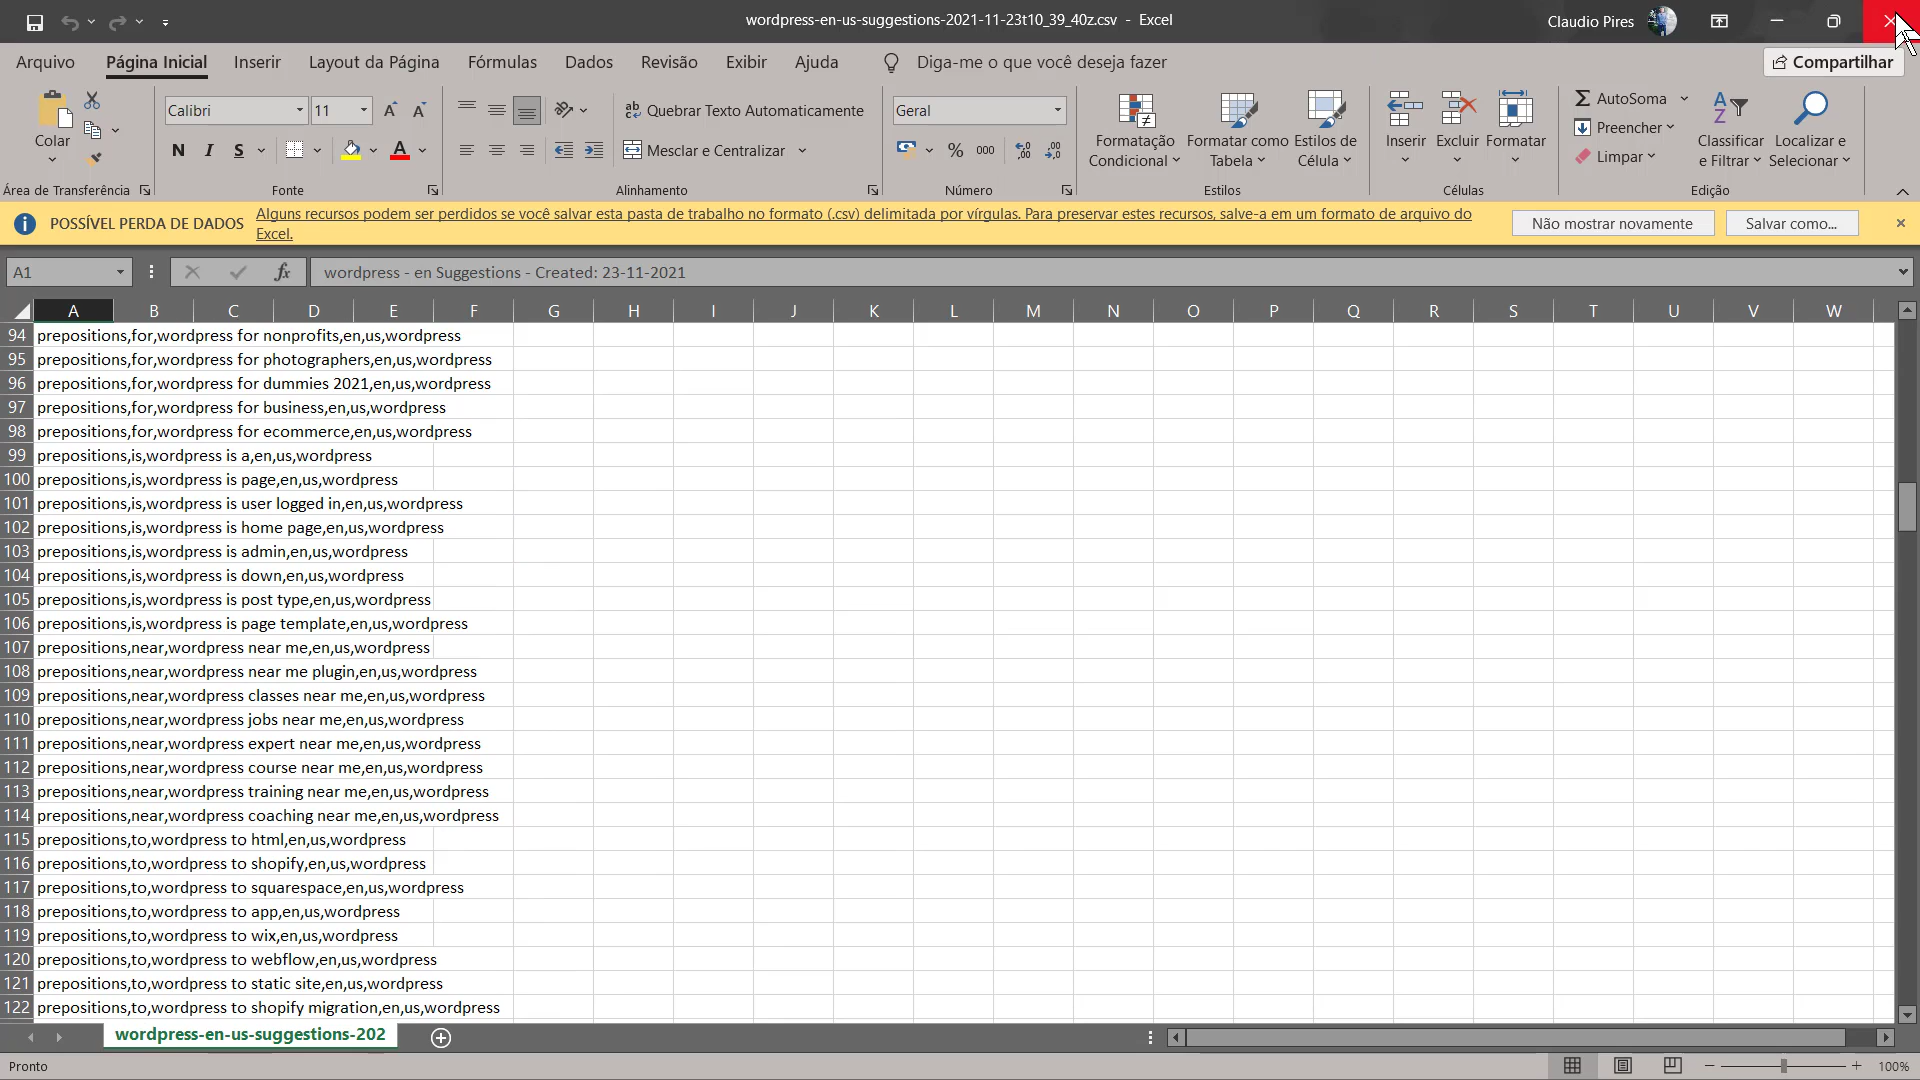 wordpress-en-us-suggestions-2021-11-23t10_39_40z.csv - Excel
Claudio Pires
Arquivo Página Inicial Inserir Layout da Página Fórmulas Dados Revisão Exibir Ajuda Diga-me o que você deseja fazer Compartilhar
Colar
Área de Transferência
Calibri 11
N I S
Fonte
Quebrar Texto Automaticamente
Mesclar e Centralizar
Alinhamento
Geral
% 000
Número
Formatação Condicional
Formatar como Tabela
Estilos de Célula
Estilos
Inserir Excluir Formatar
Células
AutoSoma
Preencher
Limpar
Classificar e Filtrar
Localizar e Selecionar
Edição
POSSÍVEL PERDA DE DADOS
Alguns recursos podem ser perdidos se você salvar esta pasta de trabalho no formato (.csv) delimitada por vírgulas. Para preservar estes recursos, salve-a em um formato de arquivo do
Excel.
Não mostrar novamente
Salvar como...
A1 fx wordpress - en Suggestions - Created: 23-11-2021
A B C D E F G H I J K L M N O P Q R S T U V W
94 prepositions,for,wordpress for nonprofits,en,us,wordpress
95 prepositions,for,wordpress for photographers,en,us,wordpress
96 prepositions,for,wordpress for dummies 2021,en,us,wordpress
97 prepositions,for,wordpress for business,en,us,wordpress
98 prepositions,for,wordpress for ecommerce,en,us,wordpress
99 prepositions,is,wordpress is a,en,us,wordpress
100 prepositions,is,wordpress is page,en,us,wordpress
101 prepositions,is,wordpress is user logged in,en,us,wordpress
102 prepositions,is,wordpress is home page,en,us,wordpress
103 prepositions,is,wordpress is admin,en,us,wordpress
104 prepositions,is,wordpress is down,en,us,wordpress
105 prepositions,is,wordpress is post type,en,us,wordpress
106 prepositions,is,wordpress is page template,en,us,wordpress
107 prepositions,near,wordpress near me,en,us,wordpress
108 prepositions,near,wordpress near me plugin,en,us,wordpress
109 prepositions,near,wordpress classes near me,en,us,wordpress
110 prepositions,near,wordpress jobs near me,en,us,wordpress
111 prepositions,near,wordpress expert near me,en,us,wordpress
112 prepositions,near,wordpress course near me,en,us,wordpress
113 prepositions,near,wordpress training near me,en,us,wordpress
114 prepositions,near,wordpress coaching near me,en,us,wordpress
115 prepositions,to,wordpress to html,en,us,wordpress
116 prepositions,to,wordpress to shopify,en,us,wordpress
117 prepositions,to,wordpress to squarespace,en,us,wordpress
118 prepositions,to,wordpress to app,en,us,wordpress
119 prepositions,to,wordpress to wix,en,us,wordpress
120 prepositions,to,wordpress to webflow,en,us,wordpress
121 prepositions,to,wordpress to static site,en,us,wordpress
122 prepositions,to,wordpress to shopify migration,en,us,wordpress
wordpress-en-us-suggestions-202
Pronto
100%